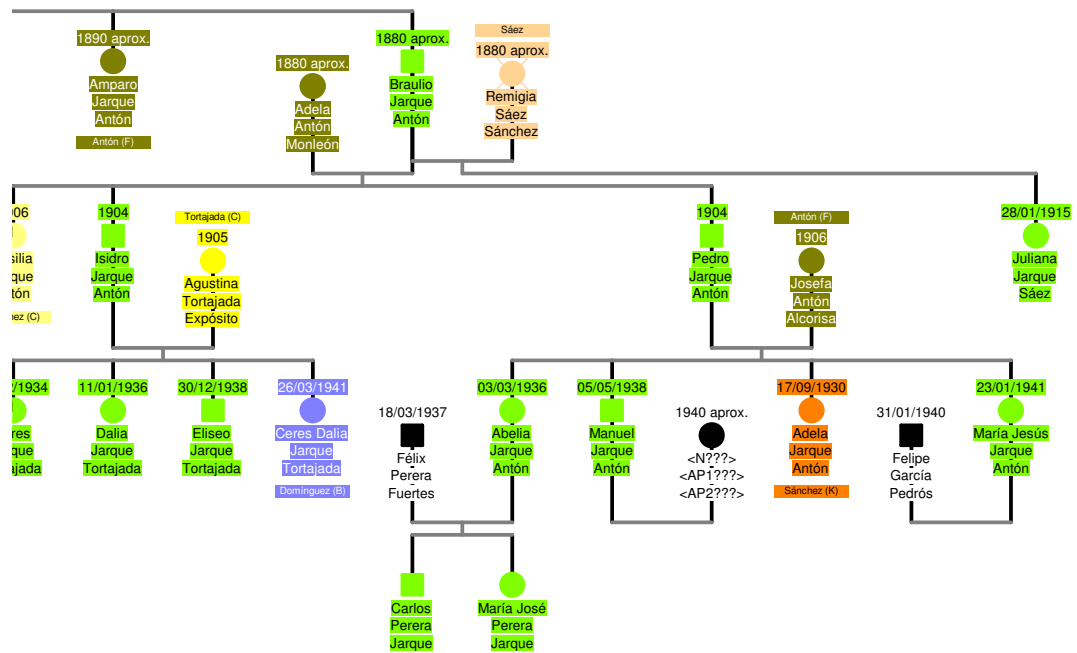 1890 aprox.
Amparo
Jarque
Antón
Antón (F)
1880 aprox.
Adela
Antón
Monleón
1880 aprox.
Braulio
Jarque
Antón
Sáez
1880 aprox.
Remigia
Sáez
Sánchez
1904
Isidro
Jarque
Antón
Tortajada (C)
1905
Agustina
Tortajada
Expósito
1904
Pedro
Jarque
Antón
Antón (F)
1906
Josefa
Antón
Alcorisa
28/01/1915
Juliana
Jarque
Sáez
/1934
11/01/1936
Dalia
Jarque
Tortajada
30/12/1938
Eliseo
Jarque
Tortajada
26/03/1941
Ceres Dalia
Jarque
Tortajada
Domínguez (B)
18/03/1937
Félix
Perera
Fuertes
03/03/1936
Abelia
Jarque
Antón
05/05/1938
Manuel
Jarque
Antón
1940 aprox.
<N???>
<AP1???>
<AP2???>
17/09/1930
Adela
Jarque
Antón
Sánchez (K)
31/01/1940
Felipe
García
Pedrós
23/01/1941
María Jesús
Jarque
Antón
Carlos
Perera
Jarque
María José
Perera
Jarque